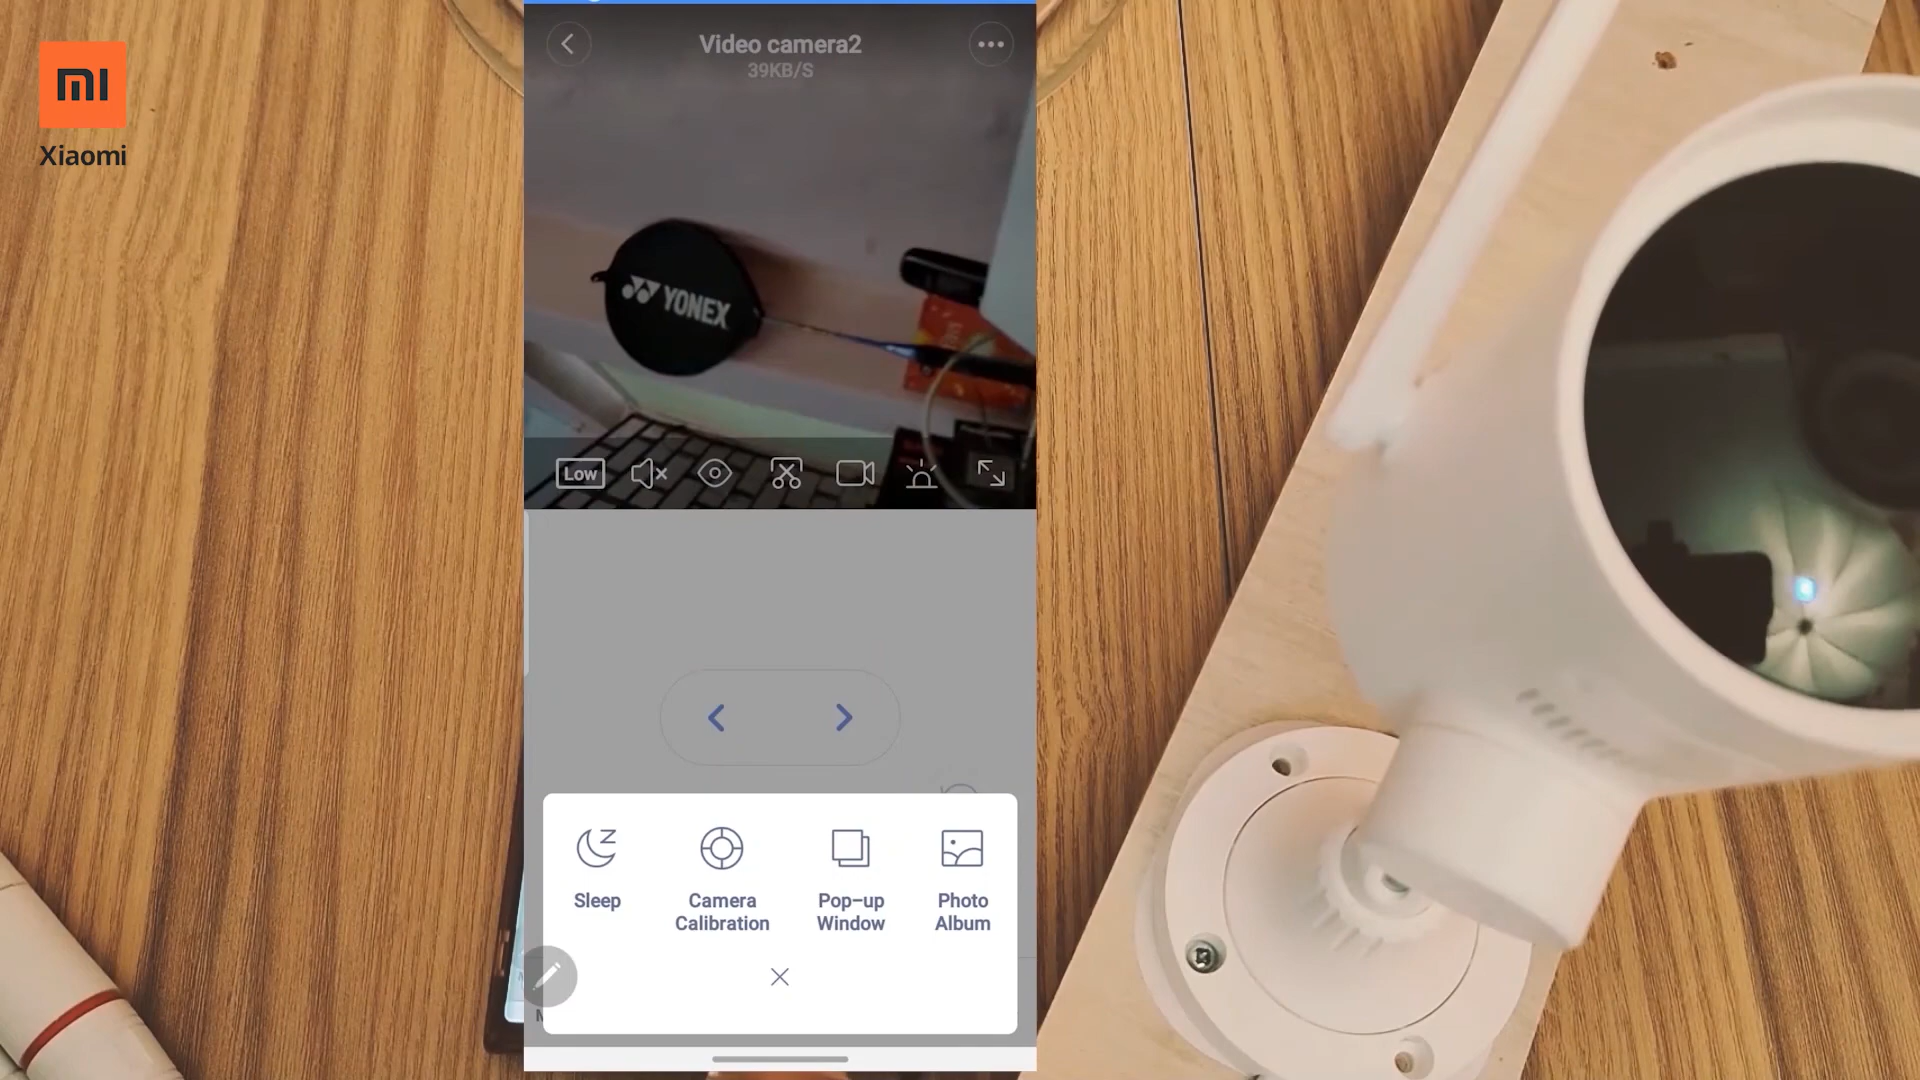 mi
Xiaomi
Video camera2
39KB/S
YONEX
Low
Sleep
Camera
Calibration
Pop-up
Window
Photo
Album